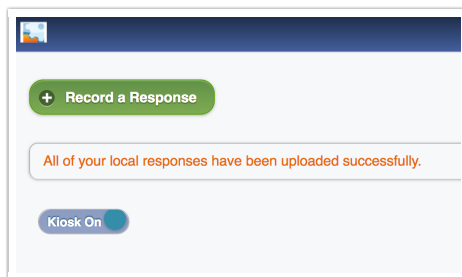 Record a Response
All of your local responses have been uploaded successfully.
Kiosk On